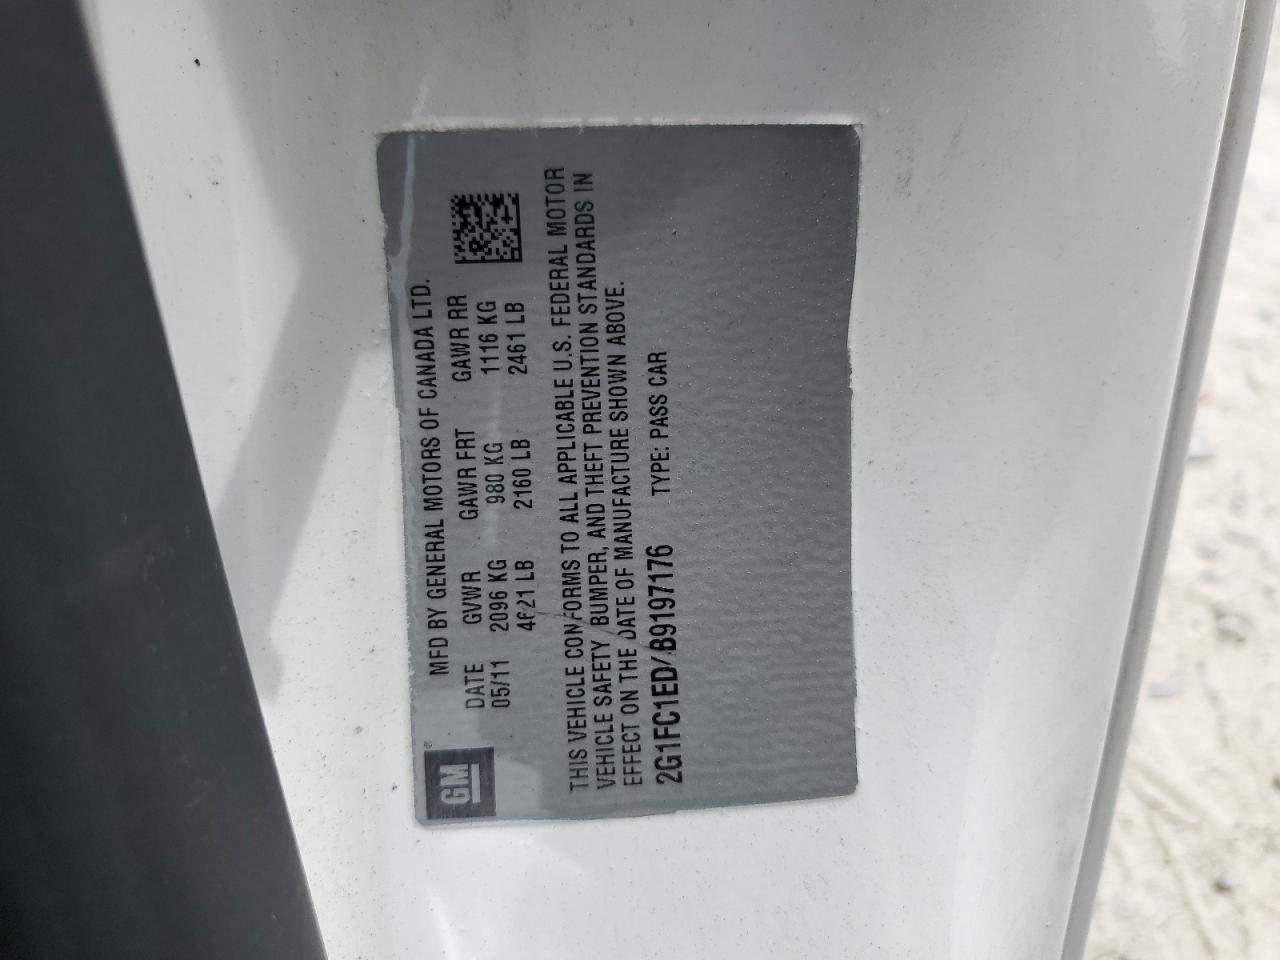 GM®
MFD BY GENERAL MOTORS OF CANADA LTD.
DATE GVWR GAWR FRT GAWR RR
05/11 2096 KG 980 KG 1116 KG
4621 LB 2160 LB 2461 LB
THIS VEHICLE CONFORMS TO ALL APPLICABLE U.S. FEDERAL MOTOR
VEHICLE SAFETY, BUMPER, AND THEFT PREVENTION STANDARDS IN
EFFECT ON THE DATE OF MANUFACTURE SHOWN ABOVE.
2G1FC1ED B9197176 TYPE: PASS CAR